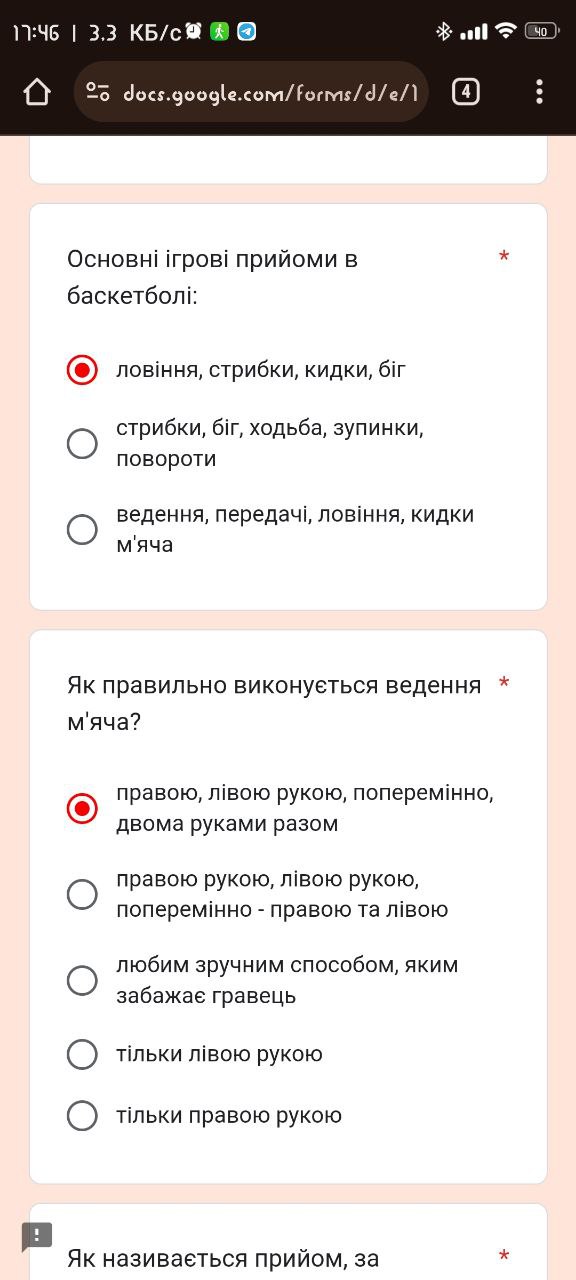 17:46 | 3.3 КБ/с
40
docs.google.com/forms/d/e/1
4
Основні ігрові прийоми в *
баскетболі:
ловіння, стрибки, кидки, біг
стрибки, біг, ходьба, зупинки,
повороти
ведення, передачі, ловіння, кидки
м'яча
Як правильно виконується ведення *
м'яча?
правою, лівою рукою, поперемінно,
двома руками разом
правою рукою, лівою рукою,
поперемінно - правою та лівою
любим зручним способом, яким
забажає гравець
тільки лівою рукою
тільки правою рукою
Як називається прийом, за *